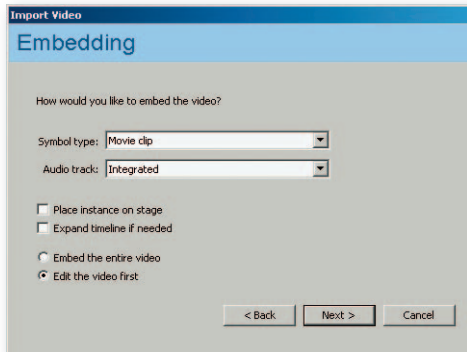 Import Video
Embedding
How would you like to embed the video?
Symbol type: Movie clip
Audio track: Integrated
Place instance on stage
Expand timeline if needed
Embed the entire video
Edit the video first
< Back Next > Cancel